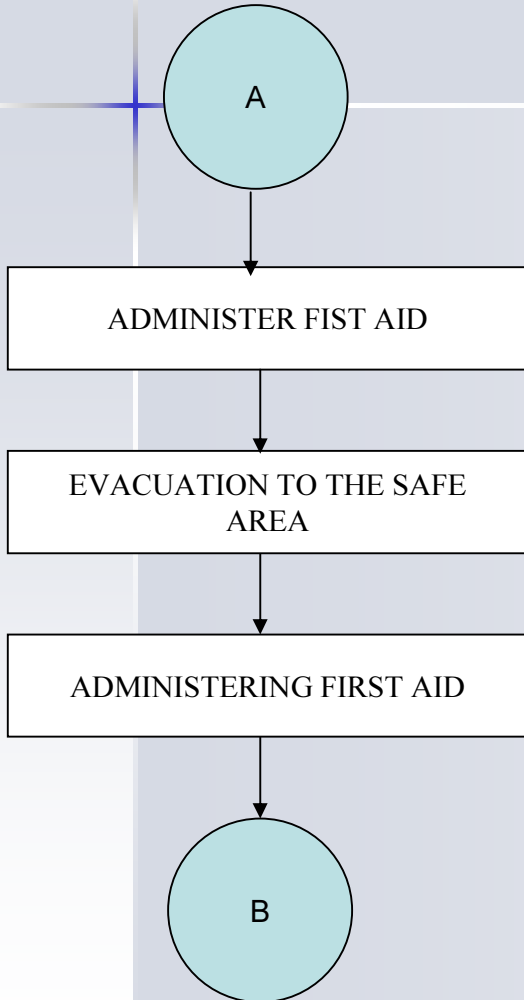 A
ADMINISTER FIST AID
EVACUATION TO THE SAFE
AREA
ADMINISTERING FIRST AID
B